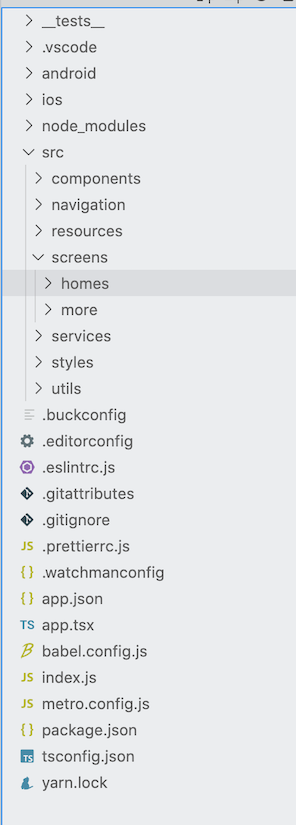 __tests__
.vscode
android
ios
node_modules
src
components
navigation
resources
screens
homes
more
services
styles
utils
.buckconfig
.editorconfig
.eslintrc.js
.gitattributes
.gitignore
JS .prettierrc.js
{ } .watchmanconfig
{ } app.json
TS app.tsx
babel.config.js
JS index.js
JS metro.config.js
{ } package.json
TS tsconfig.json
yarn.lock